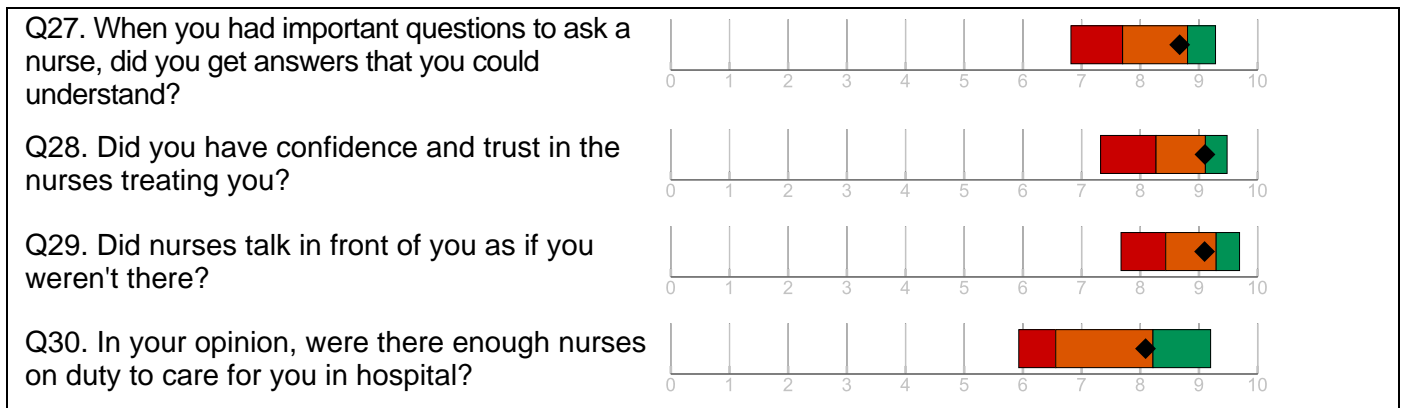 Q27. When you had important questions to ask a
nurse, did you get answers that you could
understand?
0 1 2 3 4 5 6 7 8 9 10
Q28. Did you have confidence and trust in the
nurses treating you?
0 1 2 3 4 5 6 7 8 9 10
Q29. Did nurses talk in front of you as if you
weren't there?
0 1 2 3 4 5 6 7 8 9 10
Q30. In your opinion, were there enough nurses
on duty to care for you in hospital?
0 1 2 3 4 5 6 7 8 9 10